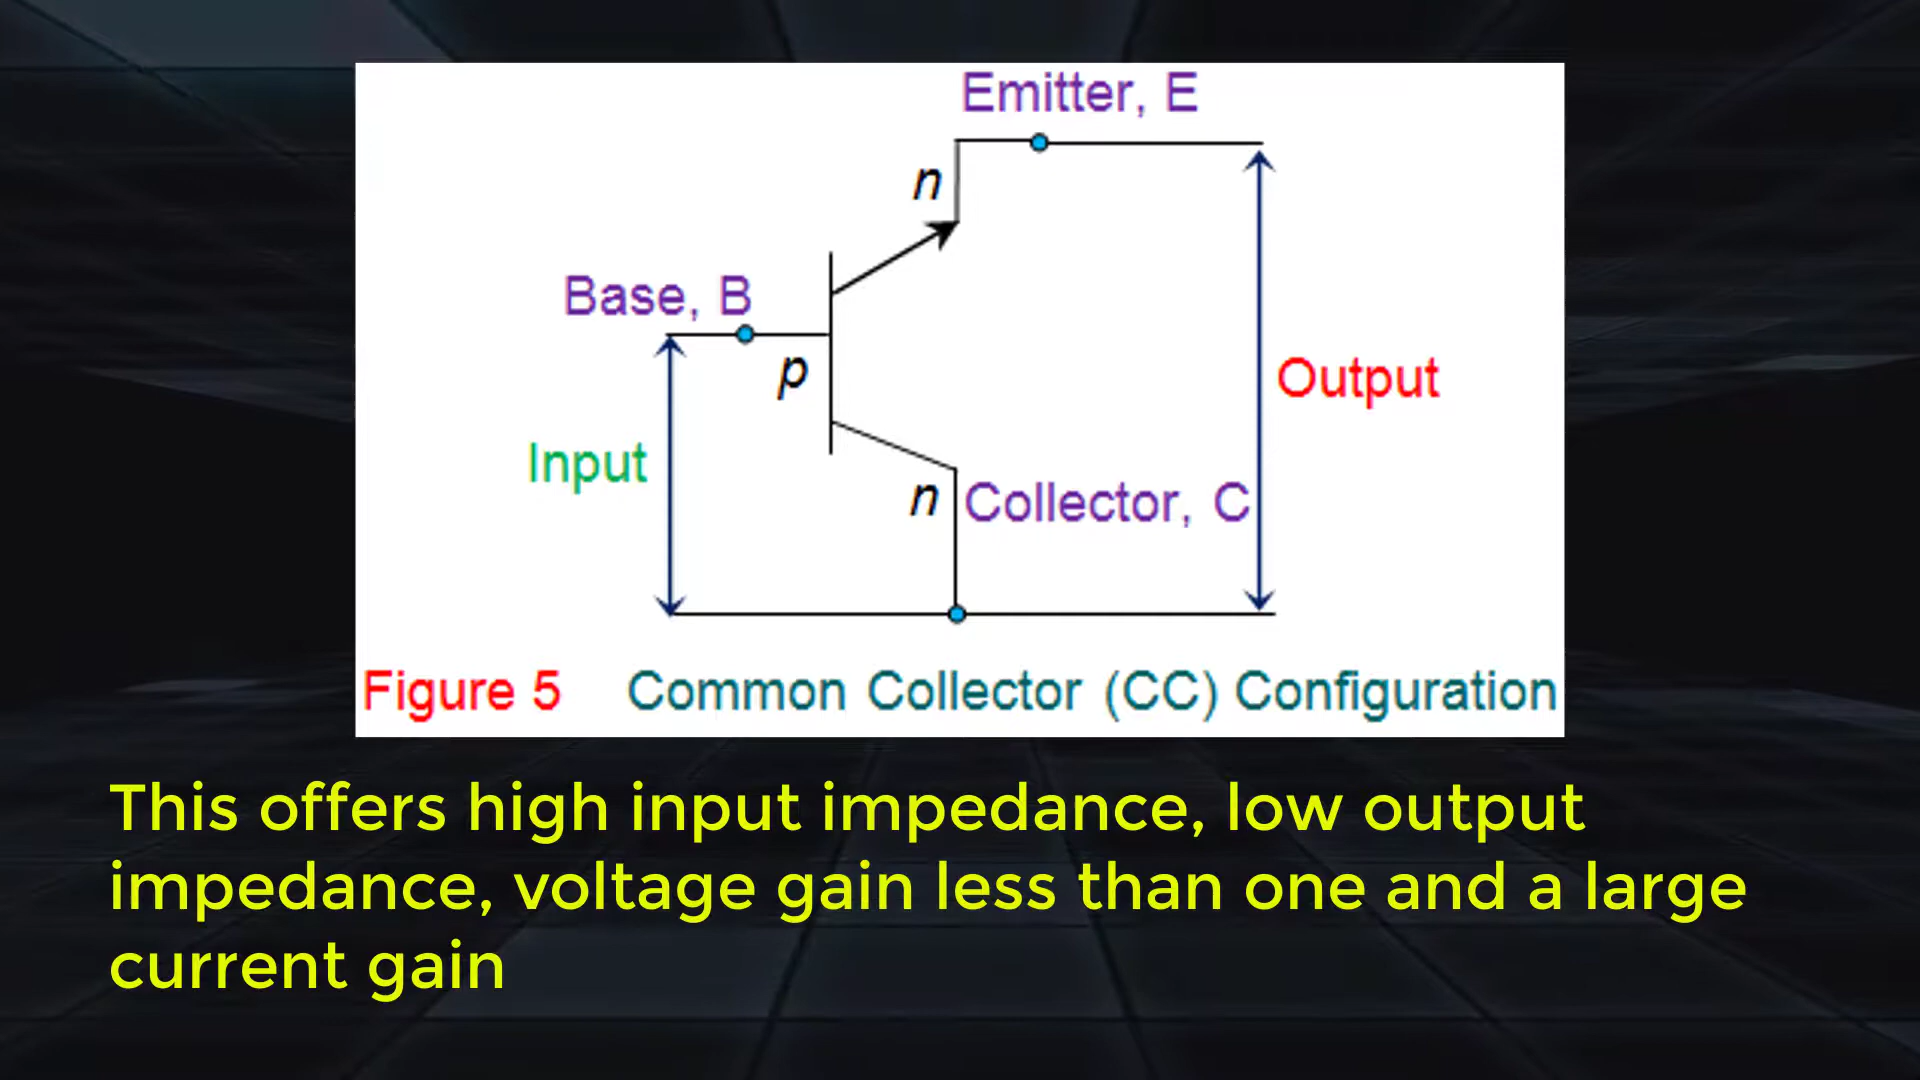 Emitter, E
n
Base, B
p
Output
Input
n
Collector, C
Figure 5 Common Collector (CC) Configuration
This offers high input impedance, low output
impedance, voltage gain less than one and a large
current gain